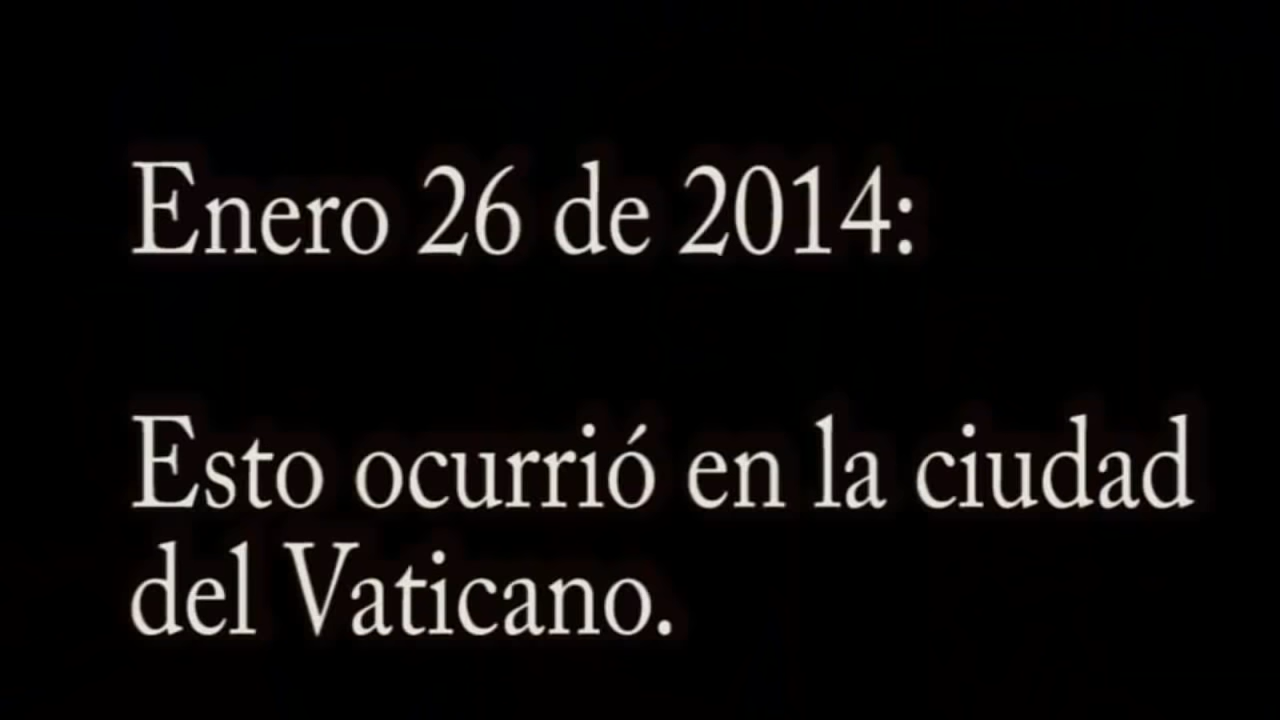 Enero 26 de 2014:
Esto ocurrió en la ciudad
del Vaticano.